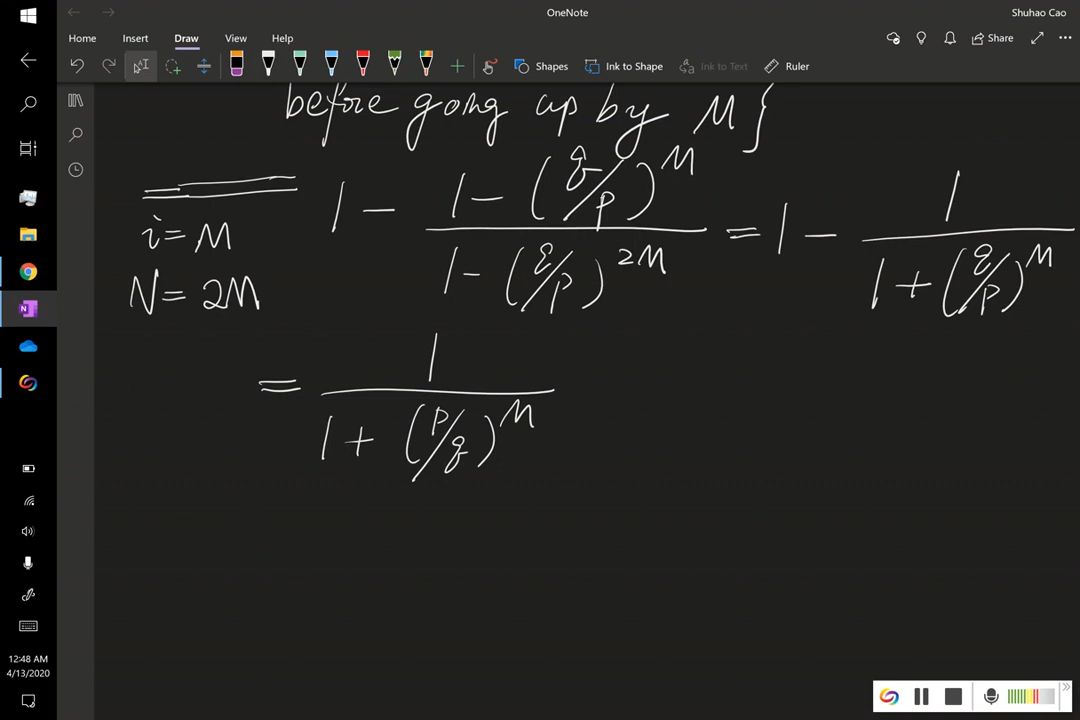 OneNote
Shuhao Cao
Home Insert Draw View Help
Share
Shapes Ink to Shape Ink to Text Ruler
before going up by M}
i = M
N = 2M
1 - (1 - (q/p)^M) / (1 - (q/p)^2M) = 1 - 1 / (1 + (q/p)^M)
= 1 / (1 + (p/q)^M)
12:48 AM
4/13/2020